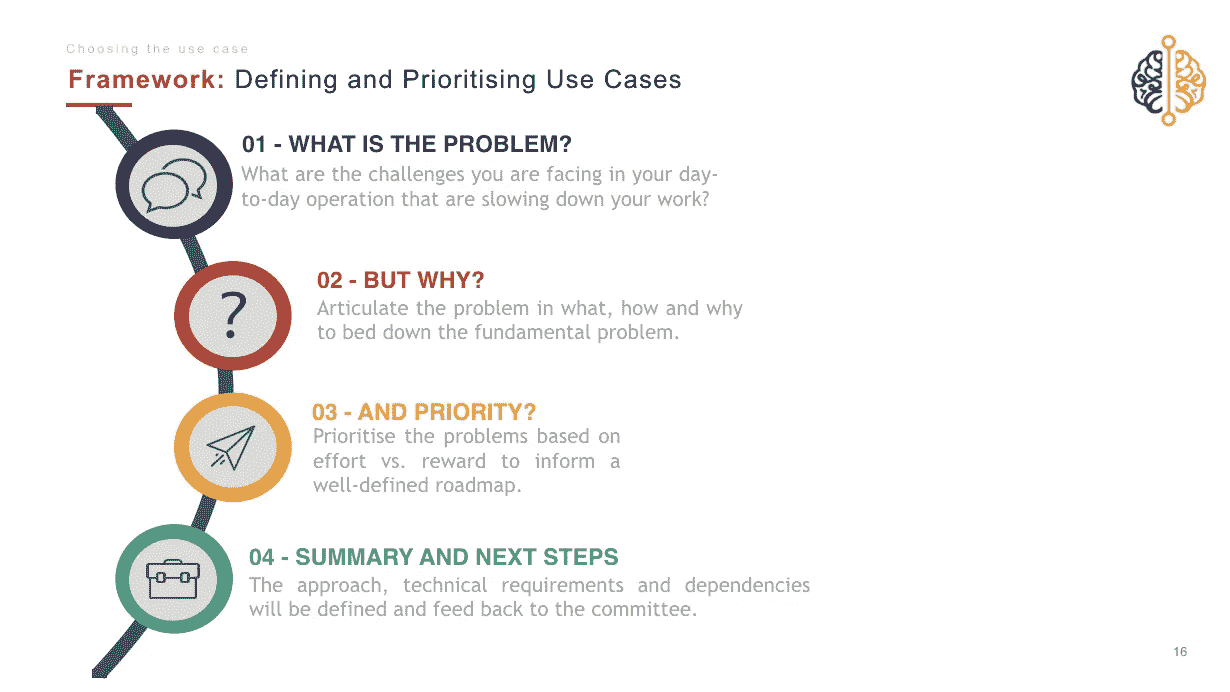 Choosing the use case
Framework: Defining and Prioritising Use Cases
01 - WHAT IS THE PROBLEM?
What are the challenges you are facing in your day-
to-day operation that are slowing down your work?
02 - BUT WHY?
Articulate the problem in what, how and why
to bed down the fundamental problem.
?
03 - AND PRIORITY?
Prioritise the problems based on
effort vs. reward to inform a
well-defined roadmap.
04 - SUMMARY AND NEXT STEPS
The approach, technical requirements and dependencies
will be defined and feed back to the committee.
16